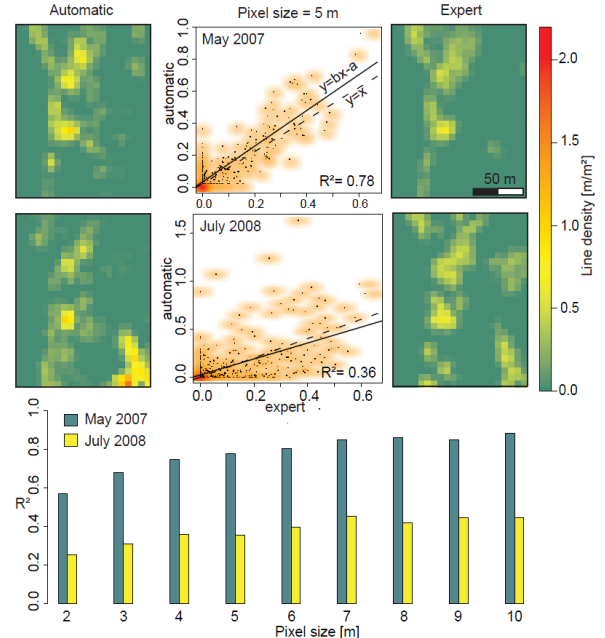 Automatic
Pixel size = 5 m
Expert
May 2007
automatic
0.0 0.2 0.4 0.6 0.8 1.0
y=bx-a
y=x
R²= 0.78
0.0 0.2 0.4 0.6
50 m
July 2008
automatic
0.0 0.5 1.0 1.5
R²= 0.36
0.0 0.2 0.4 0.6
expert
2.0
1.5
1.0
0.5
0.0
Line density [m/m²]
May 2007
July 2008
R²
0.0 0.2 0.4 0.6 0.8 1.0
2 3 4 5 6 7 8 9 10
Pixel size [m]